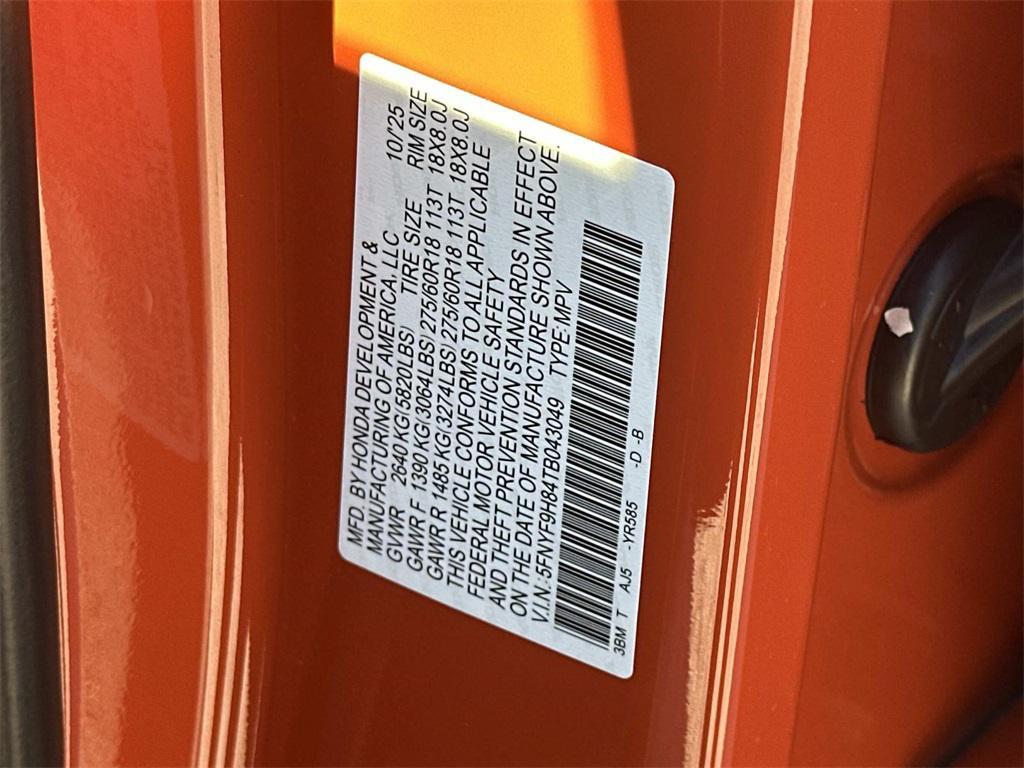 MFD. BY HONDA DEVELOPMENT &
MANUFACTURING OF AMERICA, LLC 10/'25
GVWR 2640 KG(5820LBS) TIRE SIZE RIM SIZE
GAWR F 1390 KG(3064LBS) 275/60R18 113T 18X8.0J
GAWR R 1485 KG(3274LBS) 275/60R18 113T 18X8.0J
THIS VEHICLE CONFORMS TO ALL APPLICABLE
FEDERAL MOTOR VEHICLE SAFETY
AND THEFT PREVENTION STANDARDS IN EFFECT
ON THE DATE OF MANUFACTURE SHOWN ABOVE.
V.I.N.:5FNYF9H84TB043049 TYPE:MPV
3BM T AJ5 -YR585 -D -B